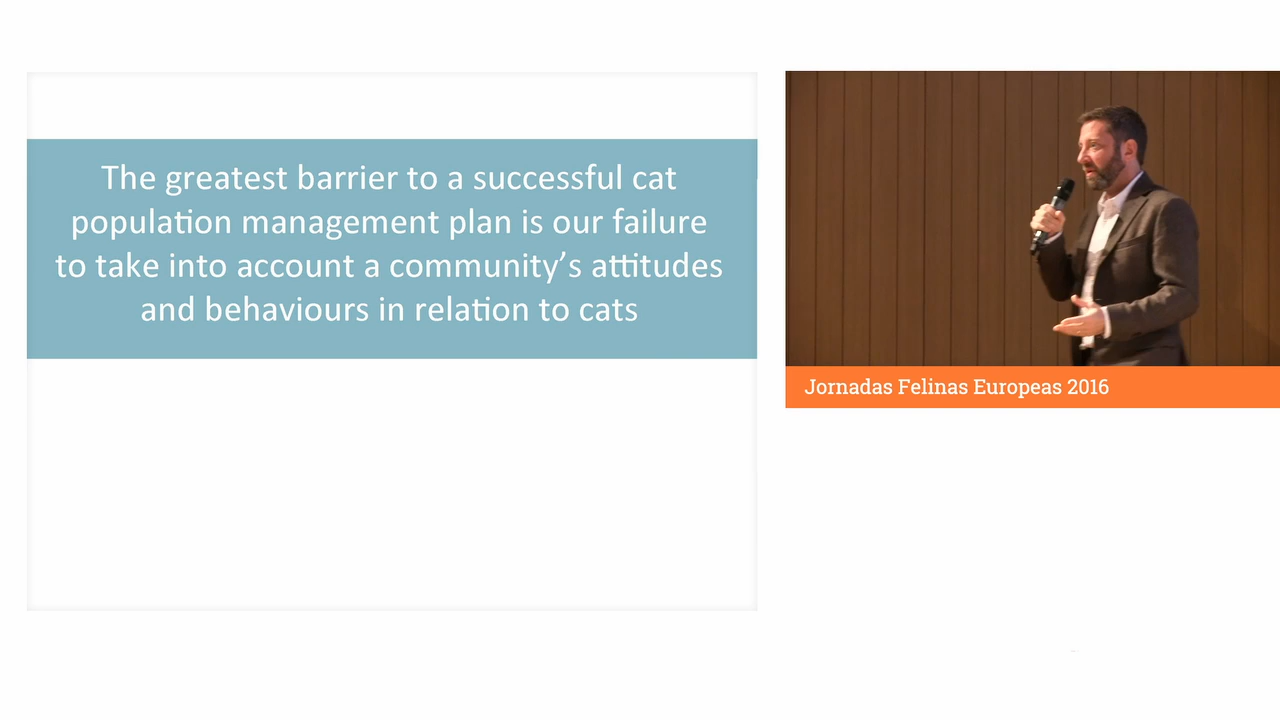 The greatest barrier to a successful cat
population management plan is our failure
to take into account a community’s attitudes
and behaviours in relation to cats
Jornadas Felinas Europeas 2016